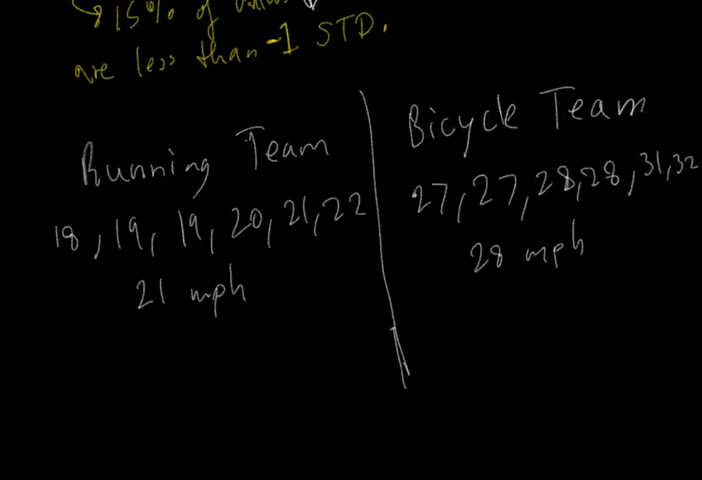 15% of values
are less than -1 STD.
Running Team
18, 19, 19, 20, 21, 22
21 mph
Bicycle Team
27, 27, 28, 28, 31, 32
28 mph